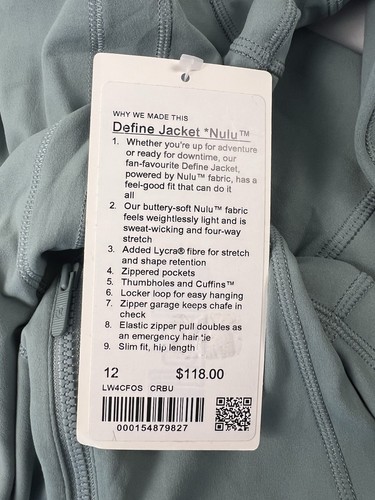 WHY WE MADE THIS
Define Jacket *Nulu™
1. Whether you're up for adventure
or ready for downtime, our
fan-favourite Define Jacket,
powered by Nulu™ fabric, has a
feel-good fit that can do it
all
2. Our buttery-soft Nulu™ fabric
feels weightlessly light and is
sweat-wicking and four-way
stretch
3. Added Lycra® fibre for stretch
and shape retention
4. Zippered pockets
5. Thumbholes and Cuffins™
6. Locker loop for easy hanging
7. Zipper garage keeps chafe in
check
8. Elastic zipper pull doubles as
an emergency hair tie
9. Slim fit, hip length
12 $118.00
LW4CFOS CRBU
000154879827